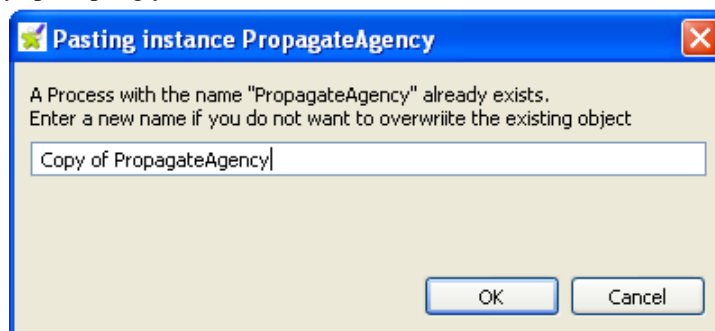 Pasting instance PropagateAgency
A Process with the name "PropagateAgency" already exists.
Enter a new name if you do not want to overwriite the existing object
Copy of PropagateAgency
OK Cancel